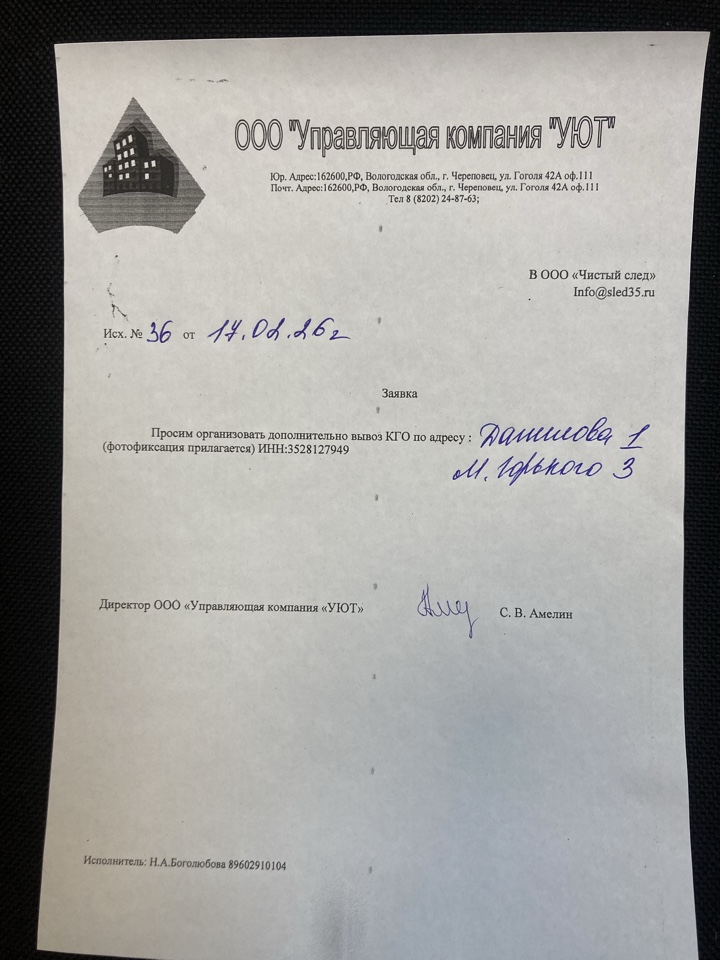 ООО "Управляющая компания "УЮТ"
Юр. Адрес:162600,РФ, Вологодская обл., г. Череповец, ул. Гоголя 42А оф.111
Почт. Адрес:162600,РФ, Вологодская обл., г. Череповец, ул. Гоголя 42А оф.111
Тел 8 (8202) 24-87-63;
В ООО «Чистый след»
Info@sled35.ru
Исх. № 36 от 17.02.26г
Заявка
Просим организовать дополнительно вывоз КГО по адресу : Данилова 1
(фотофиксация прилагается) ИНН:3528127949
М. Горького 3
Директор ООО «Управляющая компания «УЮТ» С. В. Амелин
Исполнитель: Н.А.Боголюбова 89602910104